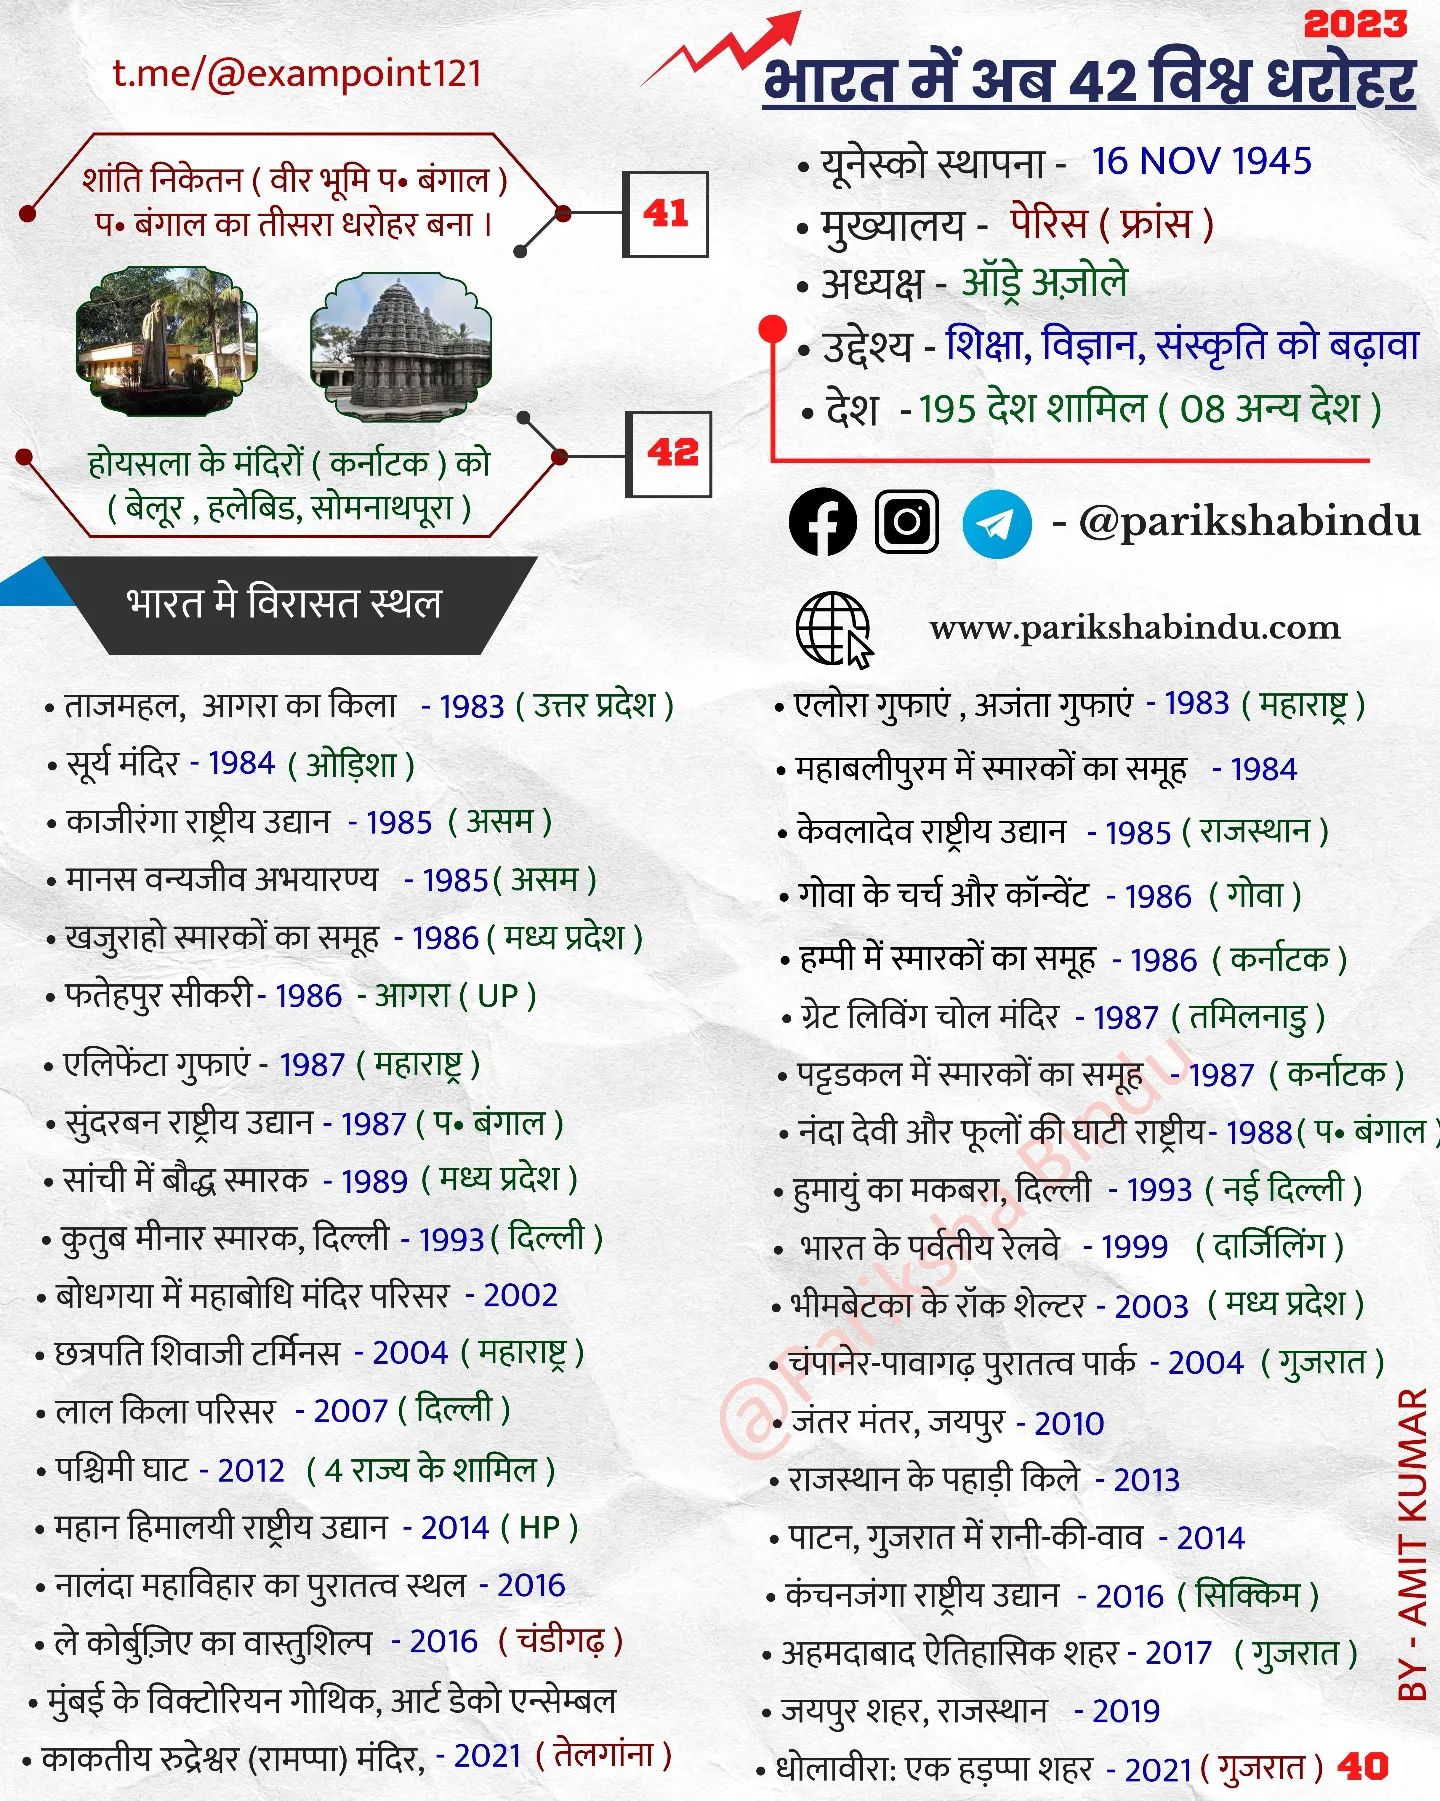 2023
भारत में अब 42 विश्व धरोहर
t.me/@exampoint121
शांति निकेतन ( वीर भूमि प• बंगाल )
प• बंगाल का तीसरा धरोहर बना ।
41
42
होयसला के मंदिरों ( कर्नाटक ) को
( बेलूर , हलेबिड, सोमनाथपूरा )
• यूनेस्को स्थापना - 16 NOV 1945
• मुख्यालय - पेरिस ( फ्रांस )
• अध्यक्ष - ऑड्रे अज़ोले
• उद्देश्य - शिक्षा, विज्ञान, संस्कृति को बढ़ावा
• देश - 195 देश शामिल ( 08 अन्य देश )
- @parikshabindu
www.parikshabindu.com
भारत मे विरासत स्थल
• ताजमहल, आगरा का किला - 1983 ( उत्तर प्रदेश )
• सूर्य मंदिर - 1984 ( ओड़िशा )
• काजीरंगा राष्ट्रीय उद्यान - 1985 ( असम )
• मानस वन्यजीव अभयारण्य - 1985( असम )
• खजुराहो स्मारकों का समूह - 1986 ( मध्य प्रदेश )
• फतेहपुर सीकरी- 1986 - आगरा ( UP )
• एलिफेंटा गुफाएं - 1987 ( महाराष्ट्र )
• सुंदरबन राष्ट्रीय उद्यान - 1987 ( प• बंगाल )
• सांची में बौद्ध स्मारक - 1989 ( मध्य प्रदेश )
• कुतुब मीनार स्मारक, दिल्ली - 1993 ( दिल्ली )
• बोधगया में महाबोधि मंदिर परिसर - 2002
• छत्रपति शिवाजी टर्मिनस - 2004 ( महाराष्ट्र )
• लाल किला परिसर - 2007 ( दिल्ली )
• पश्चिमी घाट - 2012 ( 4 राज्य के शामिल )
• महान हिमालयी राष्ट्रीय उद्यान - 2014 ( HP )
• नालंदा महाविहार का पुरातत्व स्थल - 2016
• ले कोर्बुज़िए का वास्तुशिल्प - 2016 ( चंडीगढ़ )
• मुंबई के विक्टोरियन गोथिक, आर्ट डेको एन्सेम्बल
• काकतीय रुद्रेश्वर (रामप्पा) मंदिर, - 2021 ( तेलगांना )
• एलोरा गुफाएं , अजंता गुफाएं - 1983 ( महाराष्ट्र )
• महाबलीपुरम में स्मारकों का समूह - 1984
• केवलादेव राष्ट्रीय उद्यान - 1985 ( राजस्थान )
• गोवा के चर्च और कॉन्वेंट - 1986 ( गोवा )
• हम्पी में स्मारकों का समूह - 1986 ( कर्नाटक )
• ग्रेट लिविंग चोल मंदिर - 1987 ( तमिलनाडु )
• पट्टडकल में स्मारकों का समूह - 1987 ( कर्नाटक )
• नंदा देवी और फूलों की घाटी राष्ट्रीय- 1988( प• बंगाल )
• हुमायुं का मकबरा, दिल्ली - 1993 ( नई दिल्ली )
• भारत के पर्वतीय रेलवे - 1999 ( दार्जिलिंग )
• भीमबेटका के रॉक शेल्टर - 2003 ( मध्य प्रदेश )
• चंपानेर-पावागढ़ पुरातत्व पार्क - 2004 ( गुजरात )
• जंतर मंतर, जयपुर - 2010
• राजस्थान के पहाड़ी किले - 2013
• पाटन, गुजरात में रानी-की-वाव - 2014
• कंचनजंगा राष्ट्रीय उद्यान - 2016 ( सिक्किम )
• अहमदाबाद ऐतिहासिक शहर - 2017 ( गुजरात )
• जयपुर शहर, राजस्थान - 2019
• धोलावीरा: एक हड़प्पा शहर - 2021 ( गुजरात ) 40
@Pariksha Bindu
BY - AMIT KUMAR